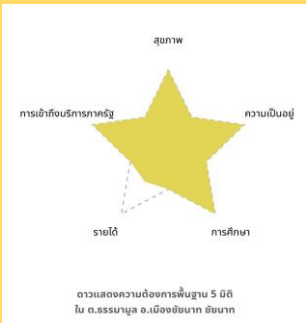 สุขภาพ
การเข้าถึงบริการภาครัฐ
ความเป็นอยู่
รายได้
การศึกษา
ดาวแสดงความต้องการพื้นฐาน 5 มิติ
ใน ต.ธรรมามูล อ.เมืองชัยนาท ชัยนาท